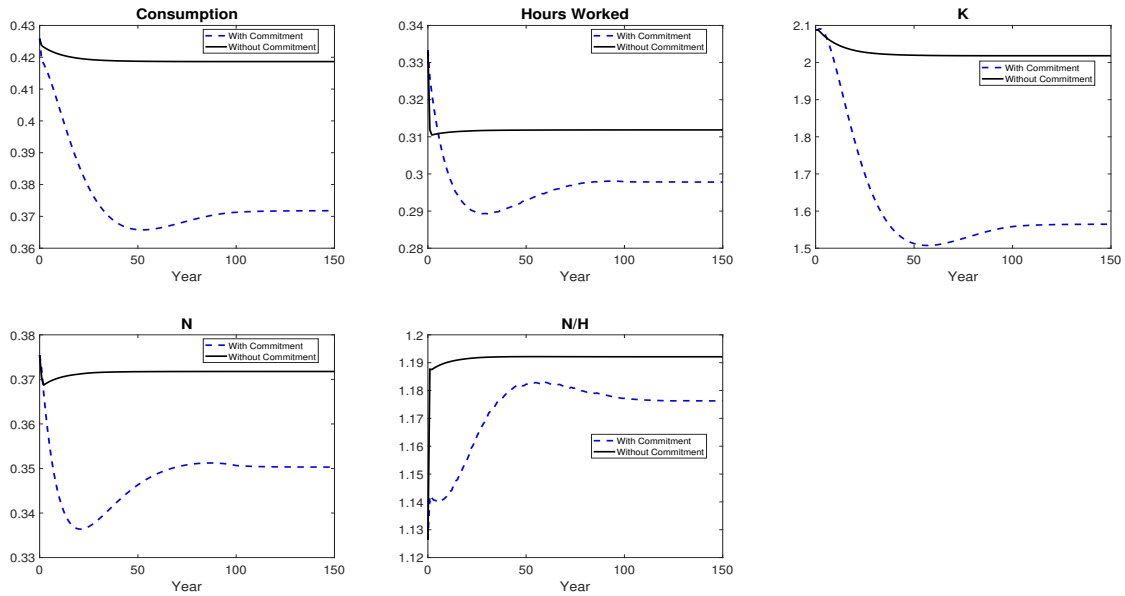 Consumption
0.43
0.42
0.41
0.4
0.39
0.38
0.37
0.36
0
50
100
150
Year
With Commitment
Without Commitment
Hours Worked
0.34
0.33
0.32
0.31
0.3
0.29
0.28
0
50
100
150
Year
With Commitment
Without Commitment
K
2.1
2
1.9
1.8
1.7
1.6
1.5
0
50
100
150
Year
With Commitment
Without Commitment
N
0.38
0.37
0.36
0.35
0.34
0.33
0
50
100
150
Year
With Commitment
Without Commitment
N/H
1.2
1.19
1.18
1.17
1.16
1.15
1.14
1.13
1.12
0
50
100
150
Year
With Commitment
Without Commitment